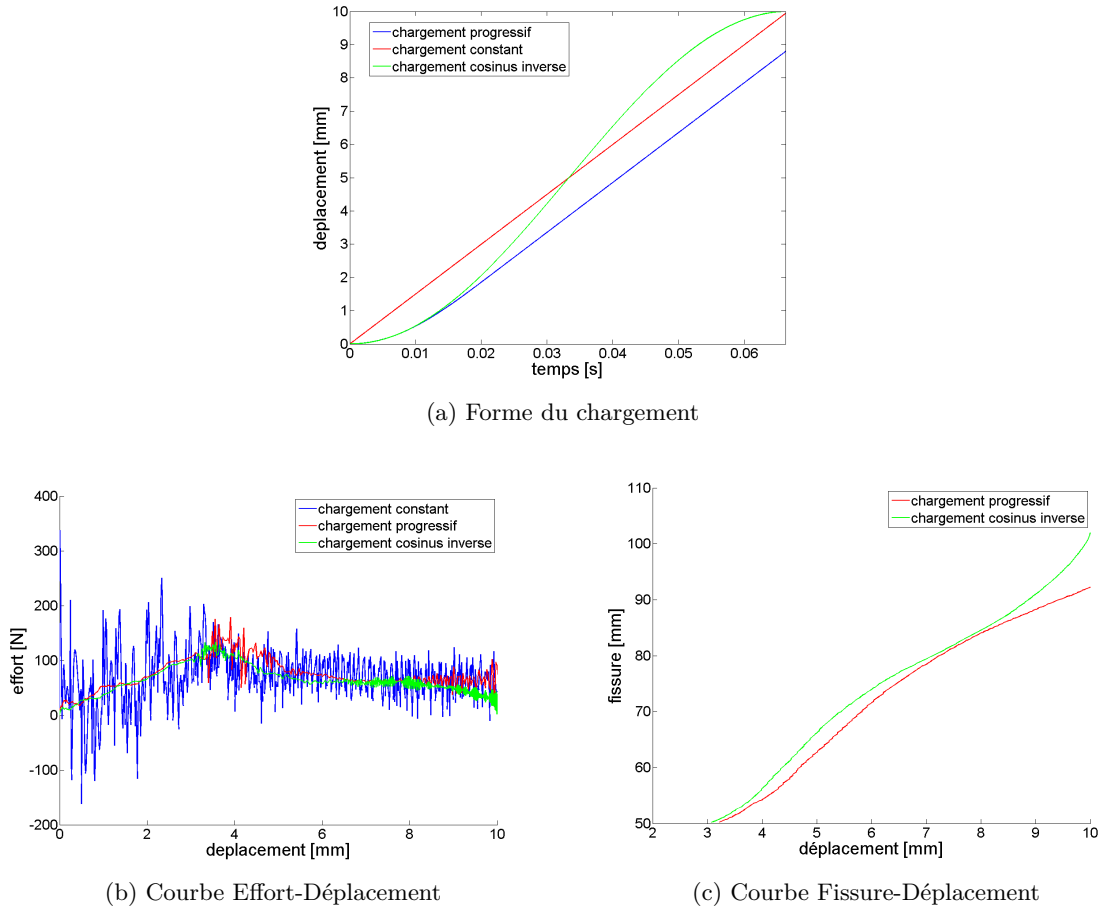 10
9
8
7
6
5
4
3
2
1
0
deplacement [mm]
chargement progressif
chargement constant
chargement cosinus inverse
0 0.01 0.02 0.03 0.04 0.05 0.06
temps [s]
(a) Forme du chargement
400
300
200
100
0
-100
-200
effort [N]
chargement constant
chargement progressif
chargement cosinus inverse
0 2 4 6 8 10
deplacement [mm]
(b) Courbe Effort-Déplacement
110
100
90
80
70
60
50
fissure [mm]
chargement progressif
chargement cosinus inverse
2 3 4 5 6 7 8 9 10
déplacement [mm]
(c) Courbe Fissure-Déplacement